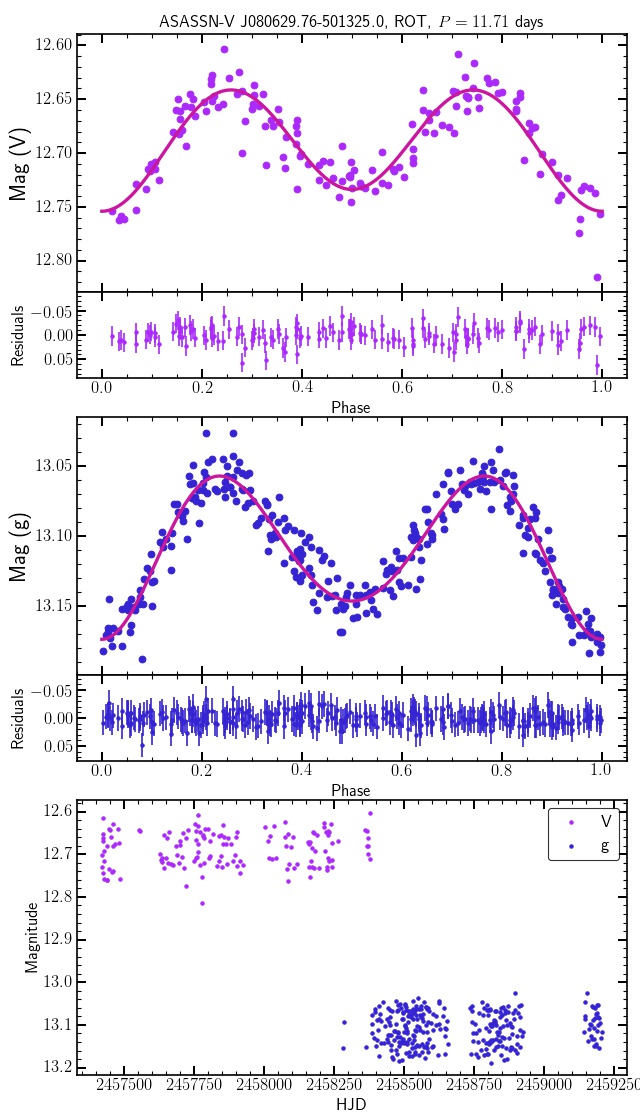 ASASSN-V J080629.76-501325.0, ROT, P = 11.71 days
12.60
12.65
12.70
12.75
12.80
Mag (V)
−0.05
0.00
0.05
Residuals
0.0 0.2 0.4 0.6 0.8 1.0
Phase
13.05
13.10
13.15
Mag (g)
−0.05
0.00
0.05
Residuals
0.0 0.2 0.4 0.6 0.8 1.0
Phase
12.6
12.7
12.8
12.9
13.0
13.1
13.2
Magnitude
V
g
2457500 2457750 2458000 2458250 2458500 2458750 2459000 2459250
HJD